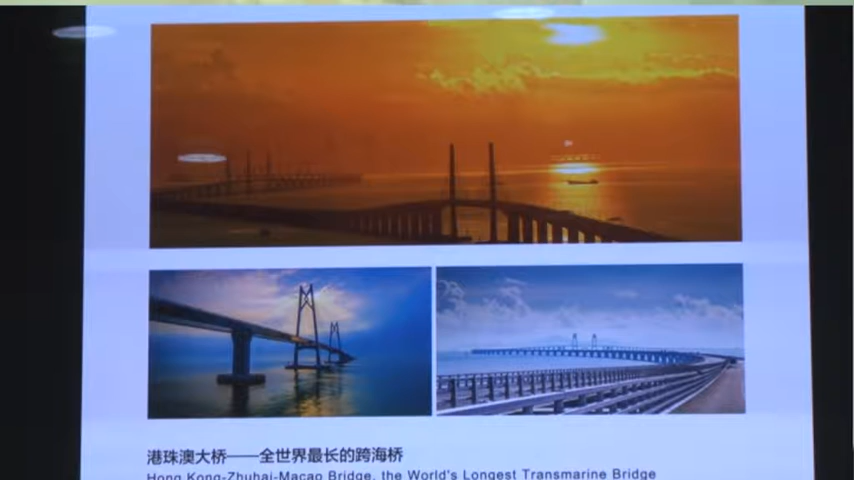 港珠澳大桥——全世界最长的跨海桥
Hong Kong-Zhuhai-Macao Bridge, the World's Longest Transmarine Bridge